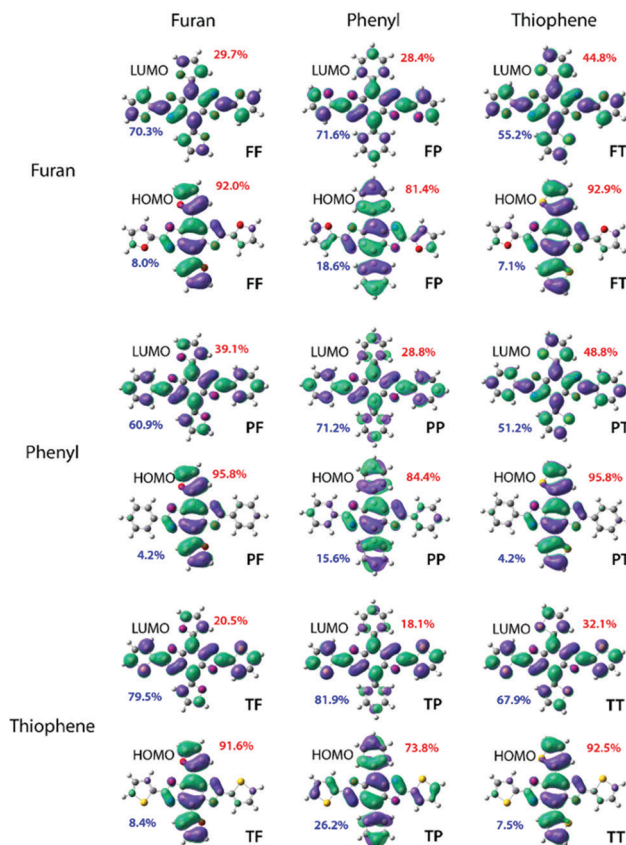 Furan Phenyl Thiophene
29.7% 28.4% 44.8%
LUMO LUMO LUMO
70.3% 71.6% 55.2%
FF FP FT
Furan
HOMO 92.0% HOMO 81.4% HOMO 92.9%
8.0% 18.6% 7.1%
FF FP FT
LUMO 39.1% LUMO 28.8% LUMO 48.8%
60.9% 71.2% 51.2%
PF PP PT
Phenyl
HOMO 95.8% HOMO 84.4% HOMO 95.8%
4.2% 15.6% 4.2%
PF PP PT
20.5% 18.1% 32.1%
LUMO LUMO LUMO
79.5% 81.9% 67.9%
TF TP TT
Thiophene
HOMO 91.6% HOMO 73.8% HOMO 92.5%
8.4% 26.2% 7.5%
TF TP TT